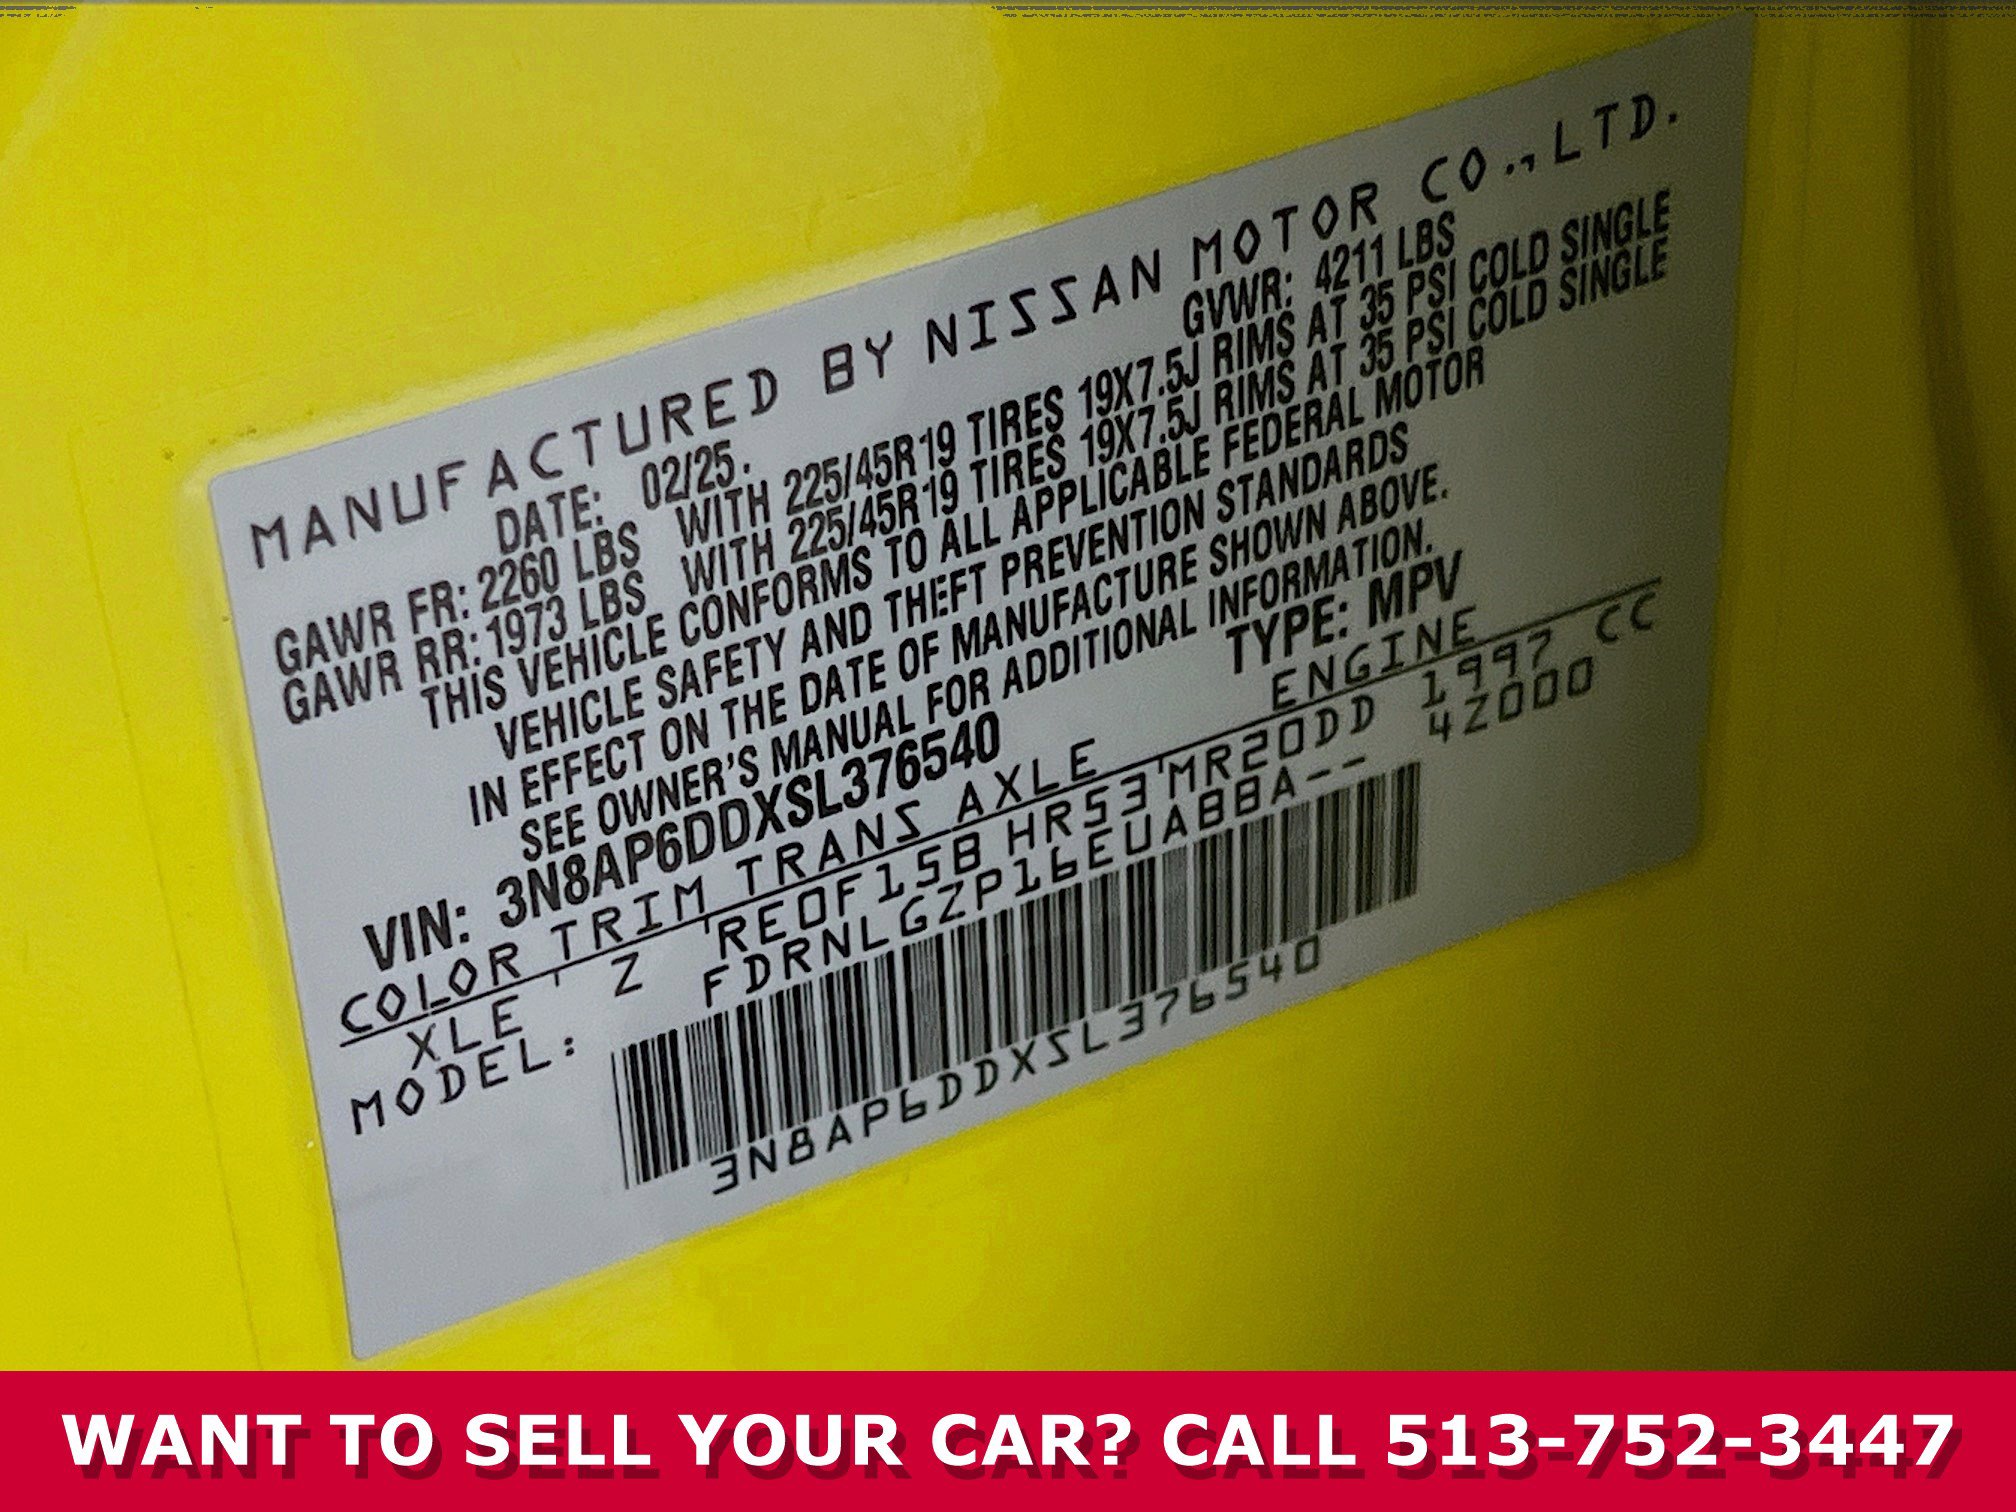 MANUFACTURED BY NISSAN MOTOR CO.,LTD.
DATE: 02/25. GVWR: 4211 LBS
GAWR FR: 2260 LBS WITH 225/45R19 TIRES 19X7.5J RIMS AT 35 PSI COLD SINGLE
GAWR RR: 1973 LBS WITH 225/45R19 TIRES 19X7.5J RIMS AT 35 PSI COLD SINGLE
THIS VEHICLE CONFORMS TO ALL APPLICABLE FEDERAL MOTOR
VEHICLE SAFETY AND THEFT PREVENTION STANDARDS
IN EFFECT ON THE DATE OF MANUFACTURE SHOWN ABOVE.
SEE OWNER'S MANUAL FOR ADDITIONAL INFORMATION.
VIN: 3N8AP6DDXSL376540 TYPE: MPV
COLOR TRIM TRANS AXLE ENGINE
XLE ' Z 'RE0F15B HR53'MR20DD 1997 CC
MODEL: FDRNLGZP16EUABBA-- 4Z000
3N8AP6DDXSL376540
WANT TO SELL YOUR CAR? CALL 513-752-3447